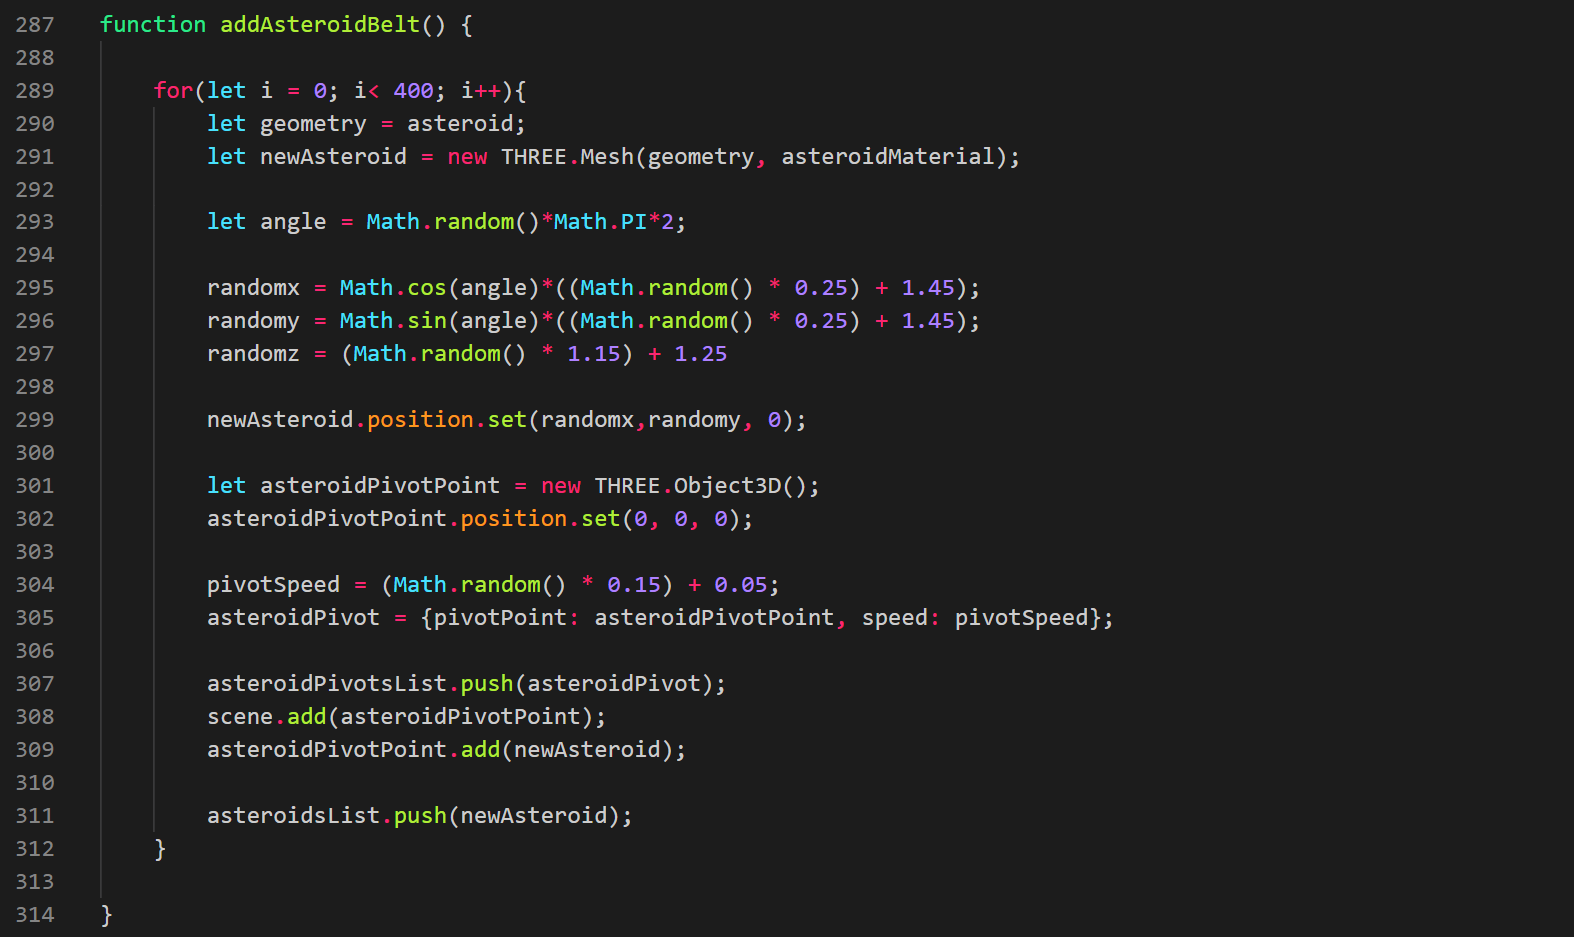 287 function addAsteroidBelt() {
288
289 for(let i = 0; i< 400; i++){
290 let geometry = asteroid;
291 let newAsteroid = new THREE.Mesh(geometry, asteroidMaterial);
292
293 let angle = Math.random()*Math.PI*2;
294
295 randomx = Math.cos(angle)*((Math.random() * 0.25) + 1.45);
296 randomy = Math.sin(angle)*((Math.random() * 0.25) + 1.45);
297 randomz = (Math.random() * 1.15) + 1.25
298
299 newAsteroid.position.set(randomx,randomy, 0);
300
301 let asteroidPivotPoint = new THREE.Object3D();
302 asteroidPivotPoint.position.set(0, 0, 0);
303
304 pivotSpeed = (Math.random() * 0.15) + 0.05;
305 asteroidPivot = {pivotPoint: asteroidPivotPoint, speed: pivotSpeed};
306
307 asteroidPivotsList.push(asteroidPivot);
308 scene.add(asteroidPivotPoint);
309 asteroidPivotPoint.add(newAsteroid);
310
311 asteroidsList.push(newAsteroid);
312 }
313
314 }